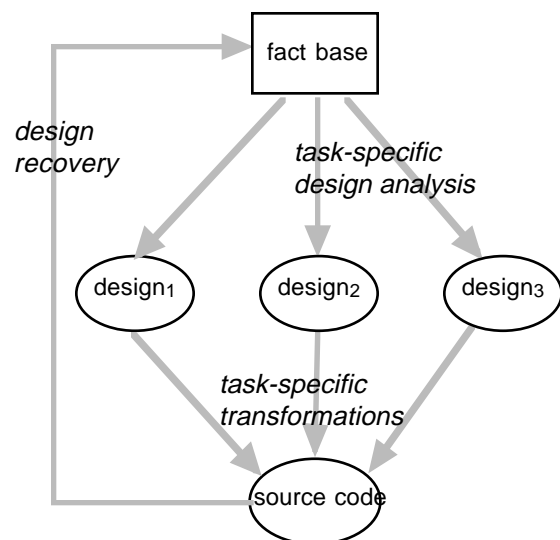 fact base
design
recovery
task-specific
design analysis
design1
design2
design3
task-specific
transformations
source code